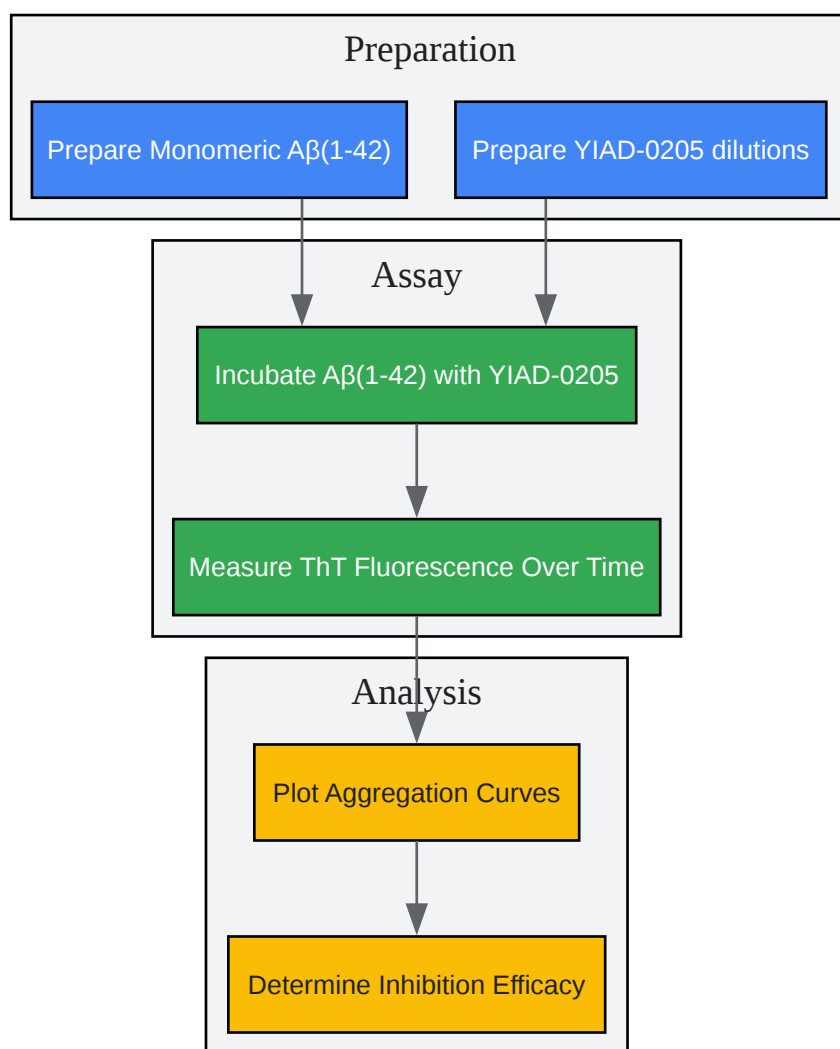 Preparation
Prepare Monomeric Aβ(1-42)
Prepare YIAD-0205 dilutions
Assay
Incubate Aβ(1-42) with YIAD-0205
Measure ThT Fluorescence Over Time
Analysis
Plot Aggregation Curves
Determine Inhibition Efficacy